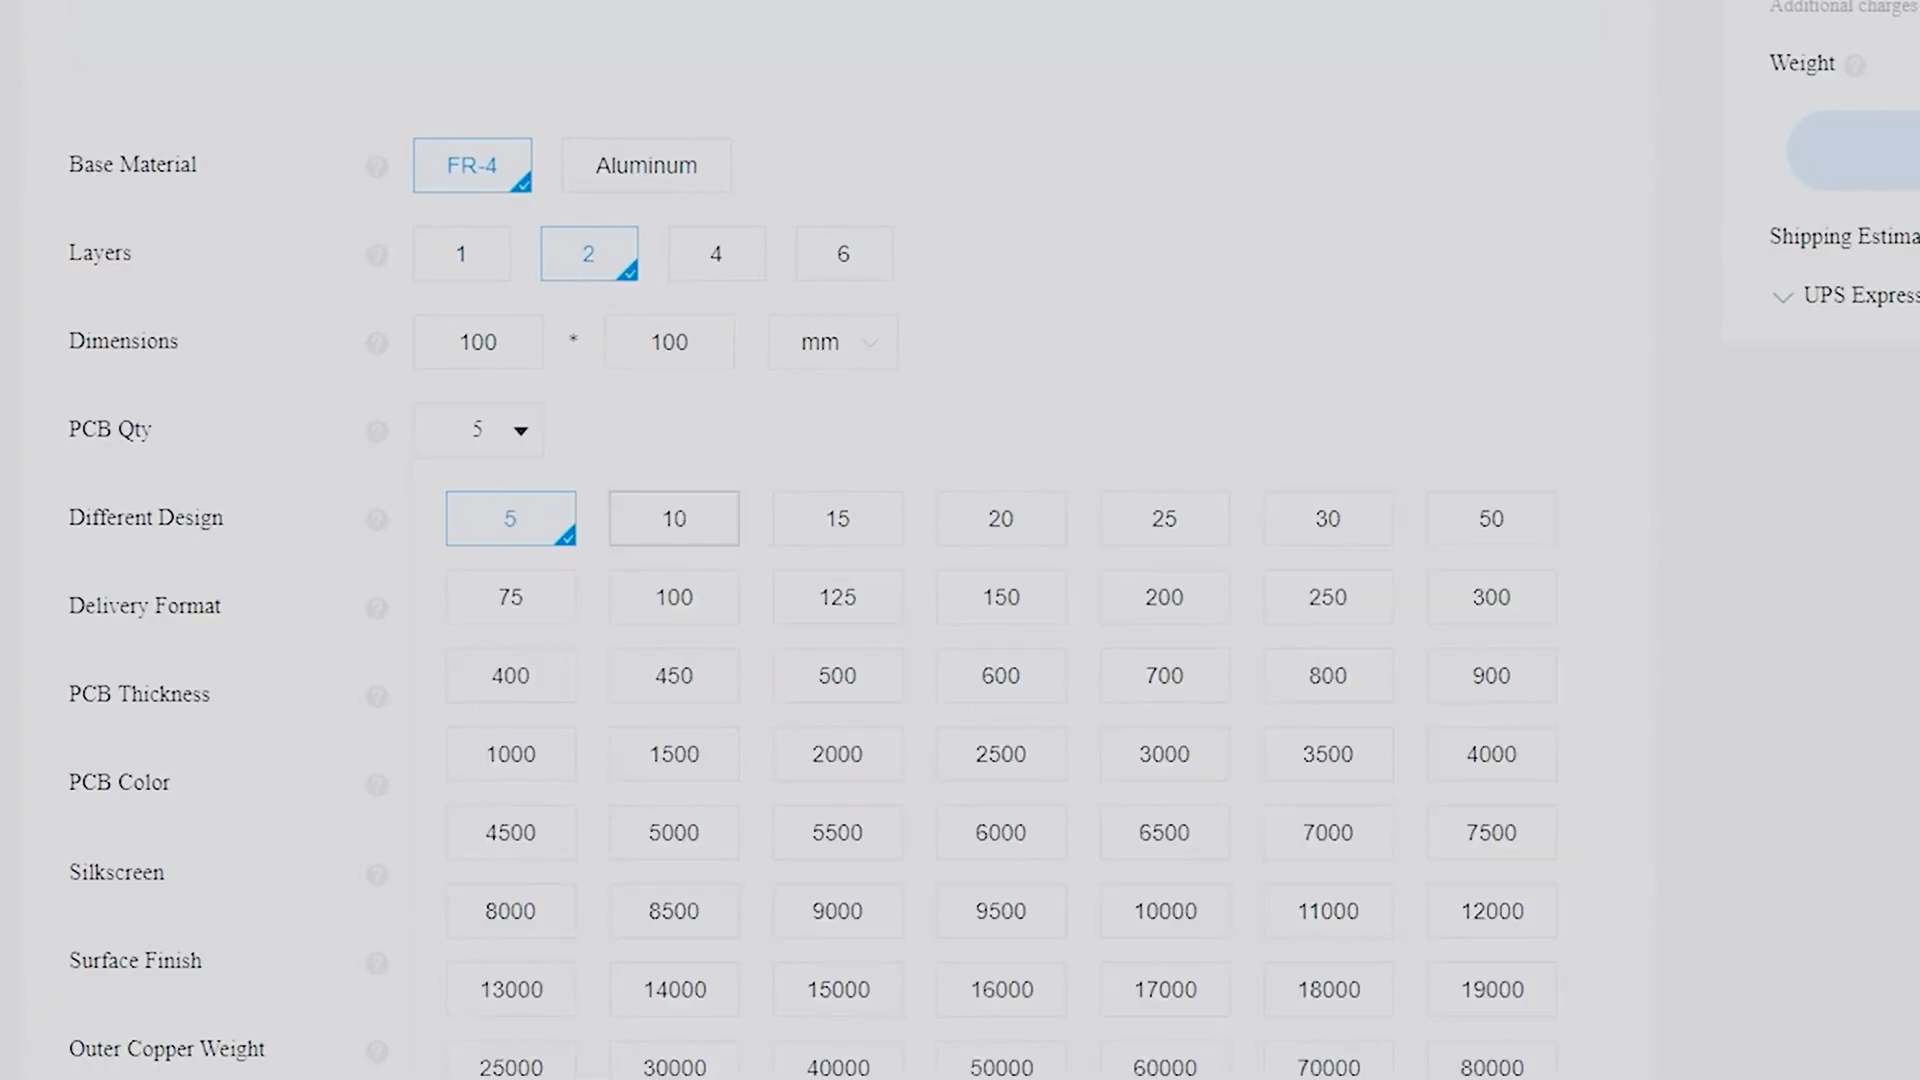 Additional charges
Weight
Base Material FR-4 Aluminum
Layers 1 2 4 6
Shipping Estima
UPS Express
Dimensions 100 * 100 mm
PCB Qty 5
Different Design 5 10 15 20 25 30 50
Delivery Format 75 100 125 150 200 250 300
PCB Thickness 400 450 500 600 700 800 900
PCB Color 1000 1500 2000 2500 3000 3500 4000
4500 5000 5500 6000 6500 7000 7500
Silkscreen 8000 8500 9000 9500 10000 11000 12000
Surface Finish 13000 14000 15000 16000 17000 18000 19000
Outer Copper Weight 25000 30000 40000 50000 60000 70000 80000